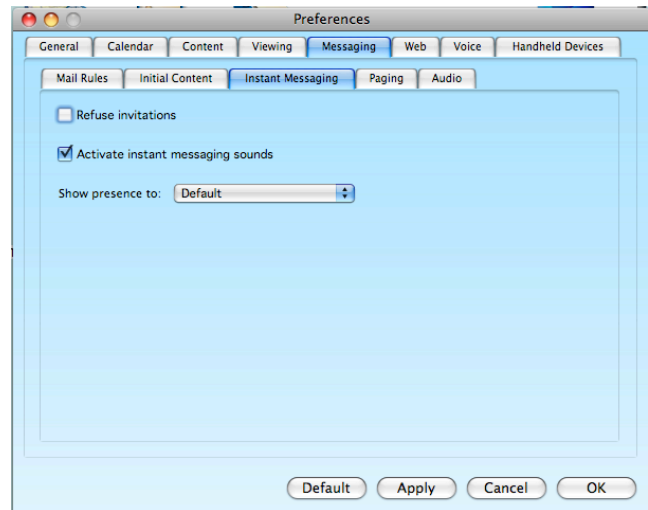 Preferences
General Calendar Content Viewing Messaging Web Voice Handheld Devices
Mail Rules Initial Content Instant Messaging Paging Audio
Refuse invitations
Activate instant messaging sounds
Show presence to: Default
Default Apply Cancel OK